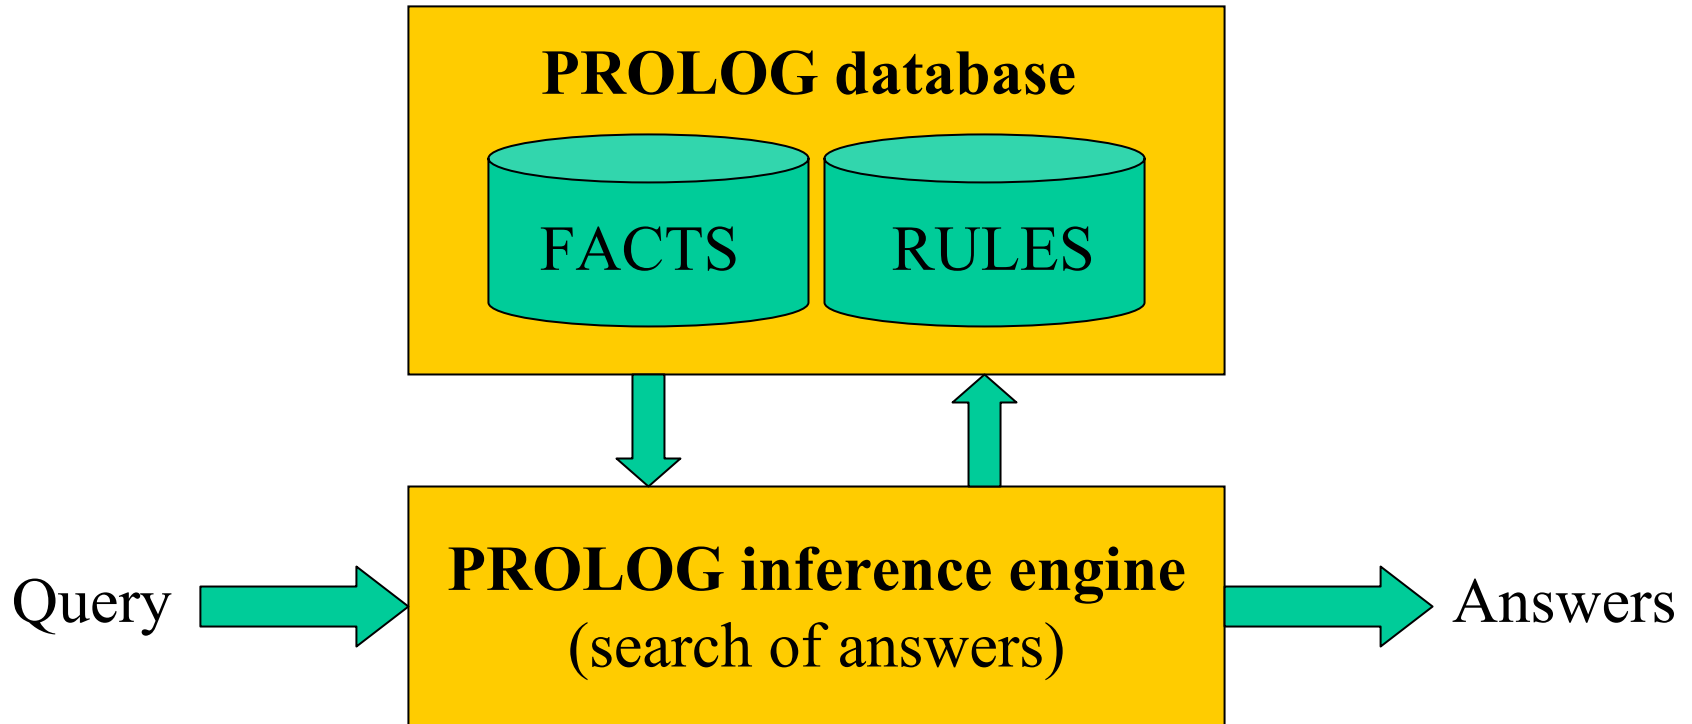 PROLOG database
FACTS
RULES
PROLOG inference engine
(search of answers)
Query
Answers